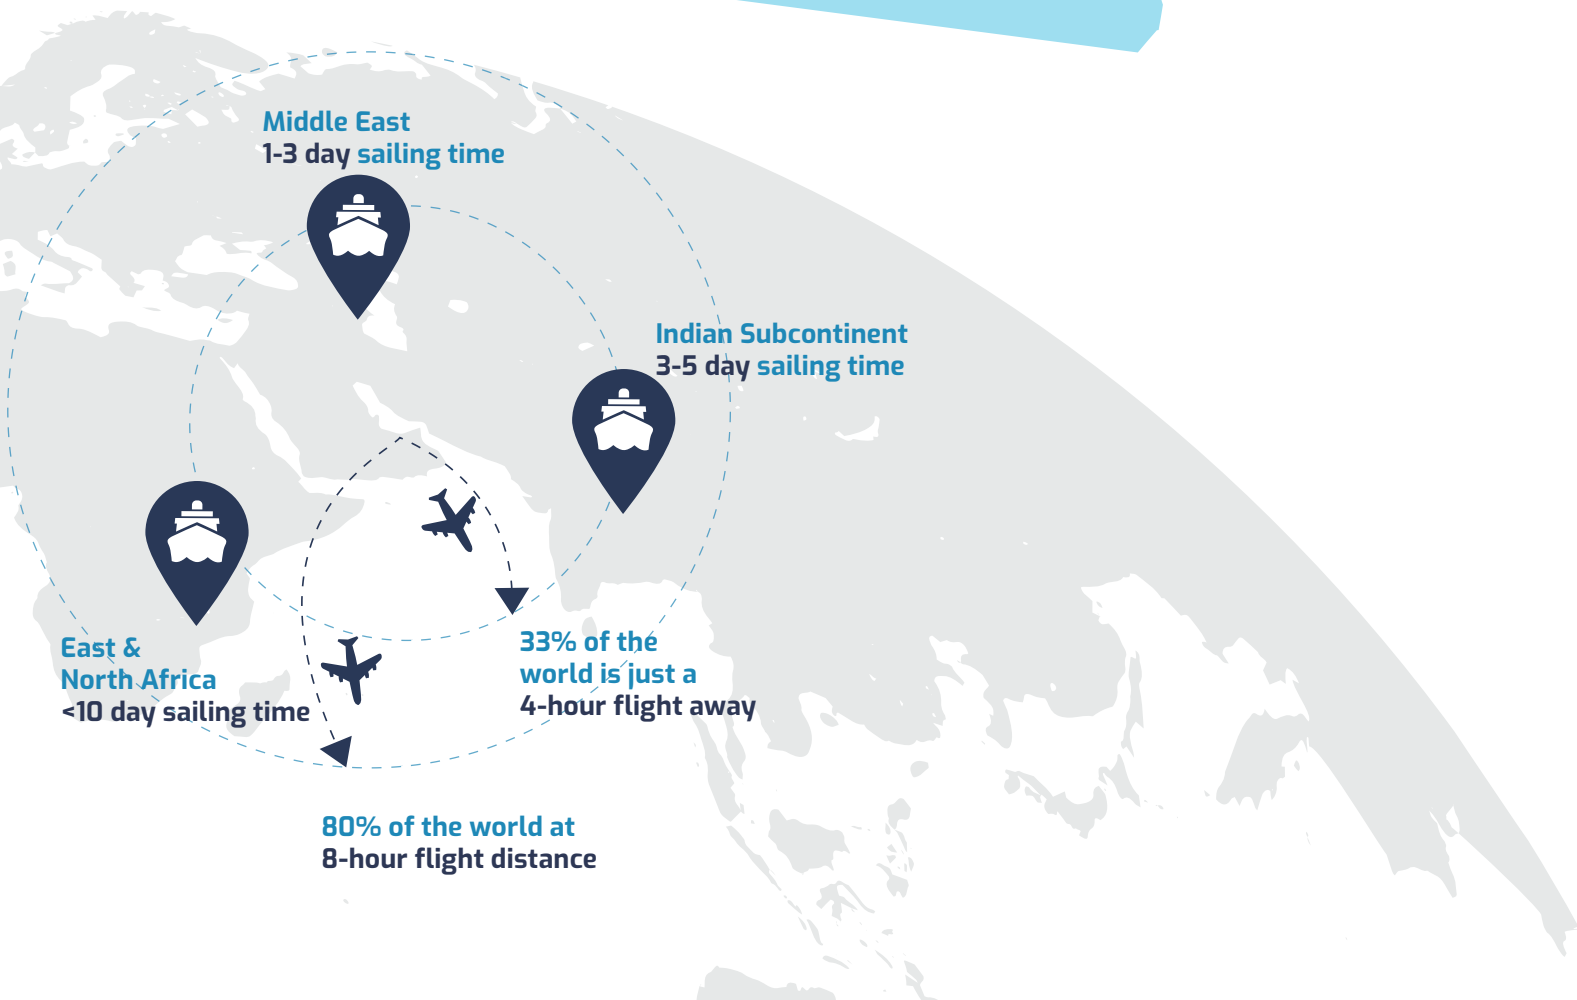 Middle East
1-3 day sailing time
Indian Subcontinent
3-5 day sailing time
East &
North Africa
<10 day sailing time
33% of the
world is just a
4-hour flight away
80% of the world at
8-hour flight distance